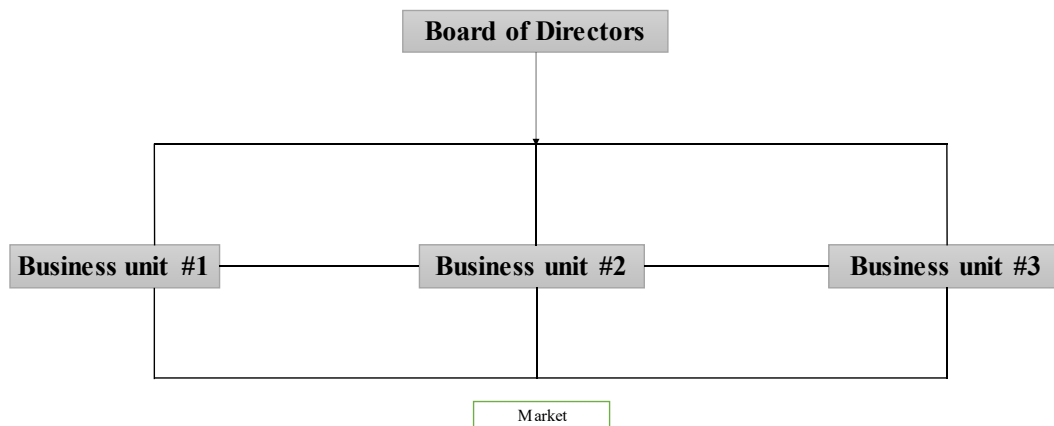 Board of Directors
Business unit #1
Business unit #2
Business unit #3
Market